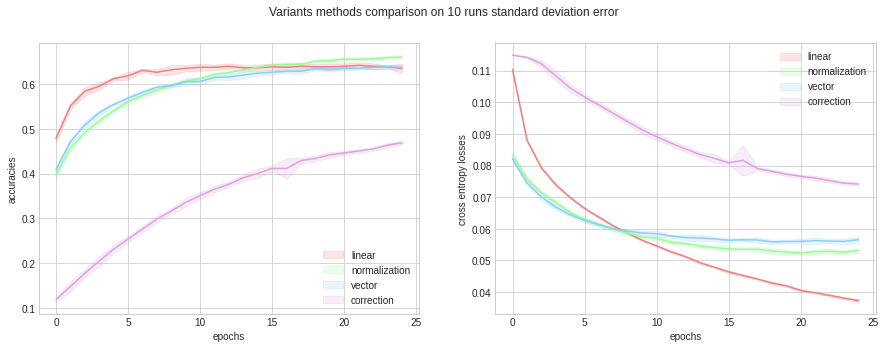 Variants methods comparison on 10 runs standard deviation error
accuracies
0.6
0.5
0.4
0.3
0.2
0.1
0 5 10 15 20 25
epochs
linear
normalization
vector
correction
cross entropy losses
0.11
0.10
0.09
0.08
0.07
0.06
0.05
0.04
0 5 10 15 20 25
epochs
linear
normalization
vector
correction